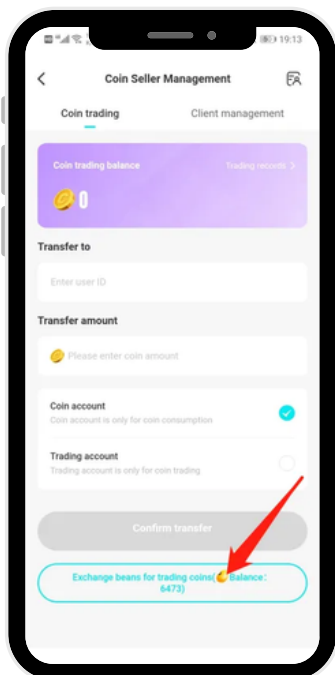 19:13
Coin Seller Management
Coin trading
Client management
Coin trading balance
Trading records
0
Transfer to
Enter user ID
Transfer amount
Please enter coin amount
Coin account
Coin account is only for coin consumption
Trading account
Trading account is only for coin trading
Confirm transfer
Exchange beans for trading coins( Balance:
6473)